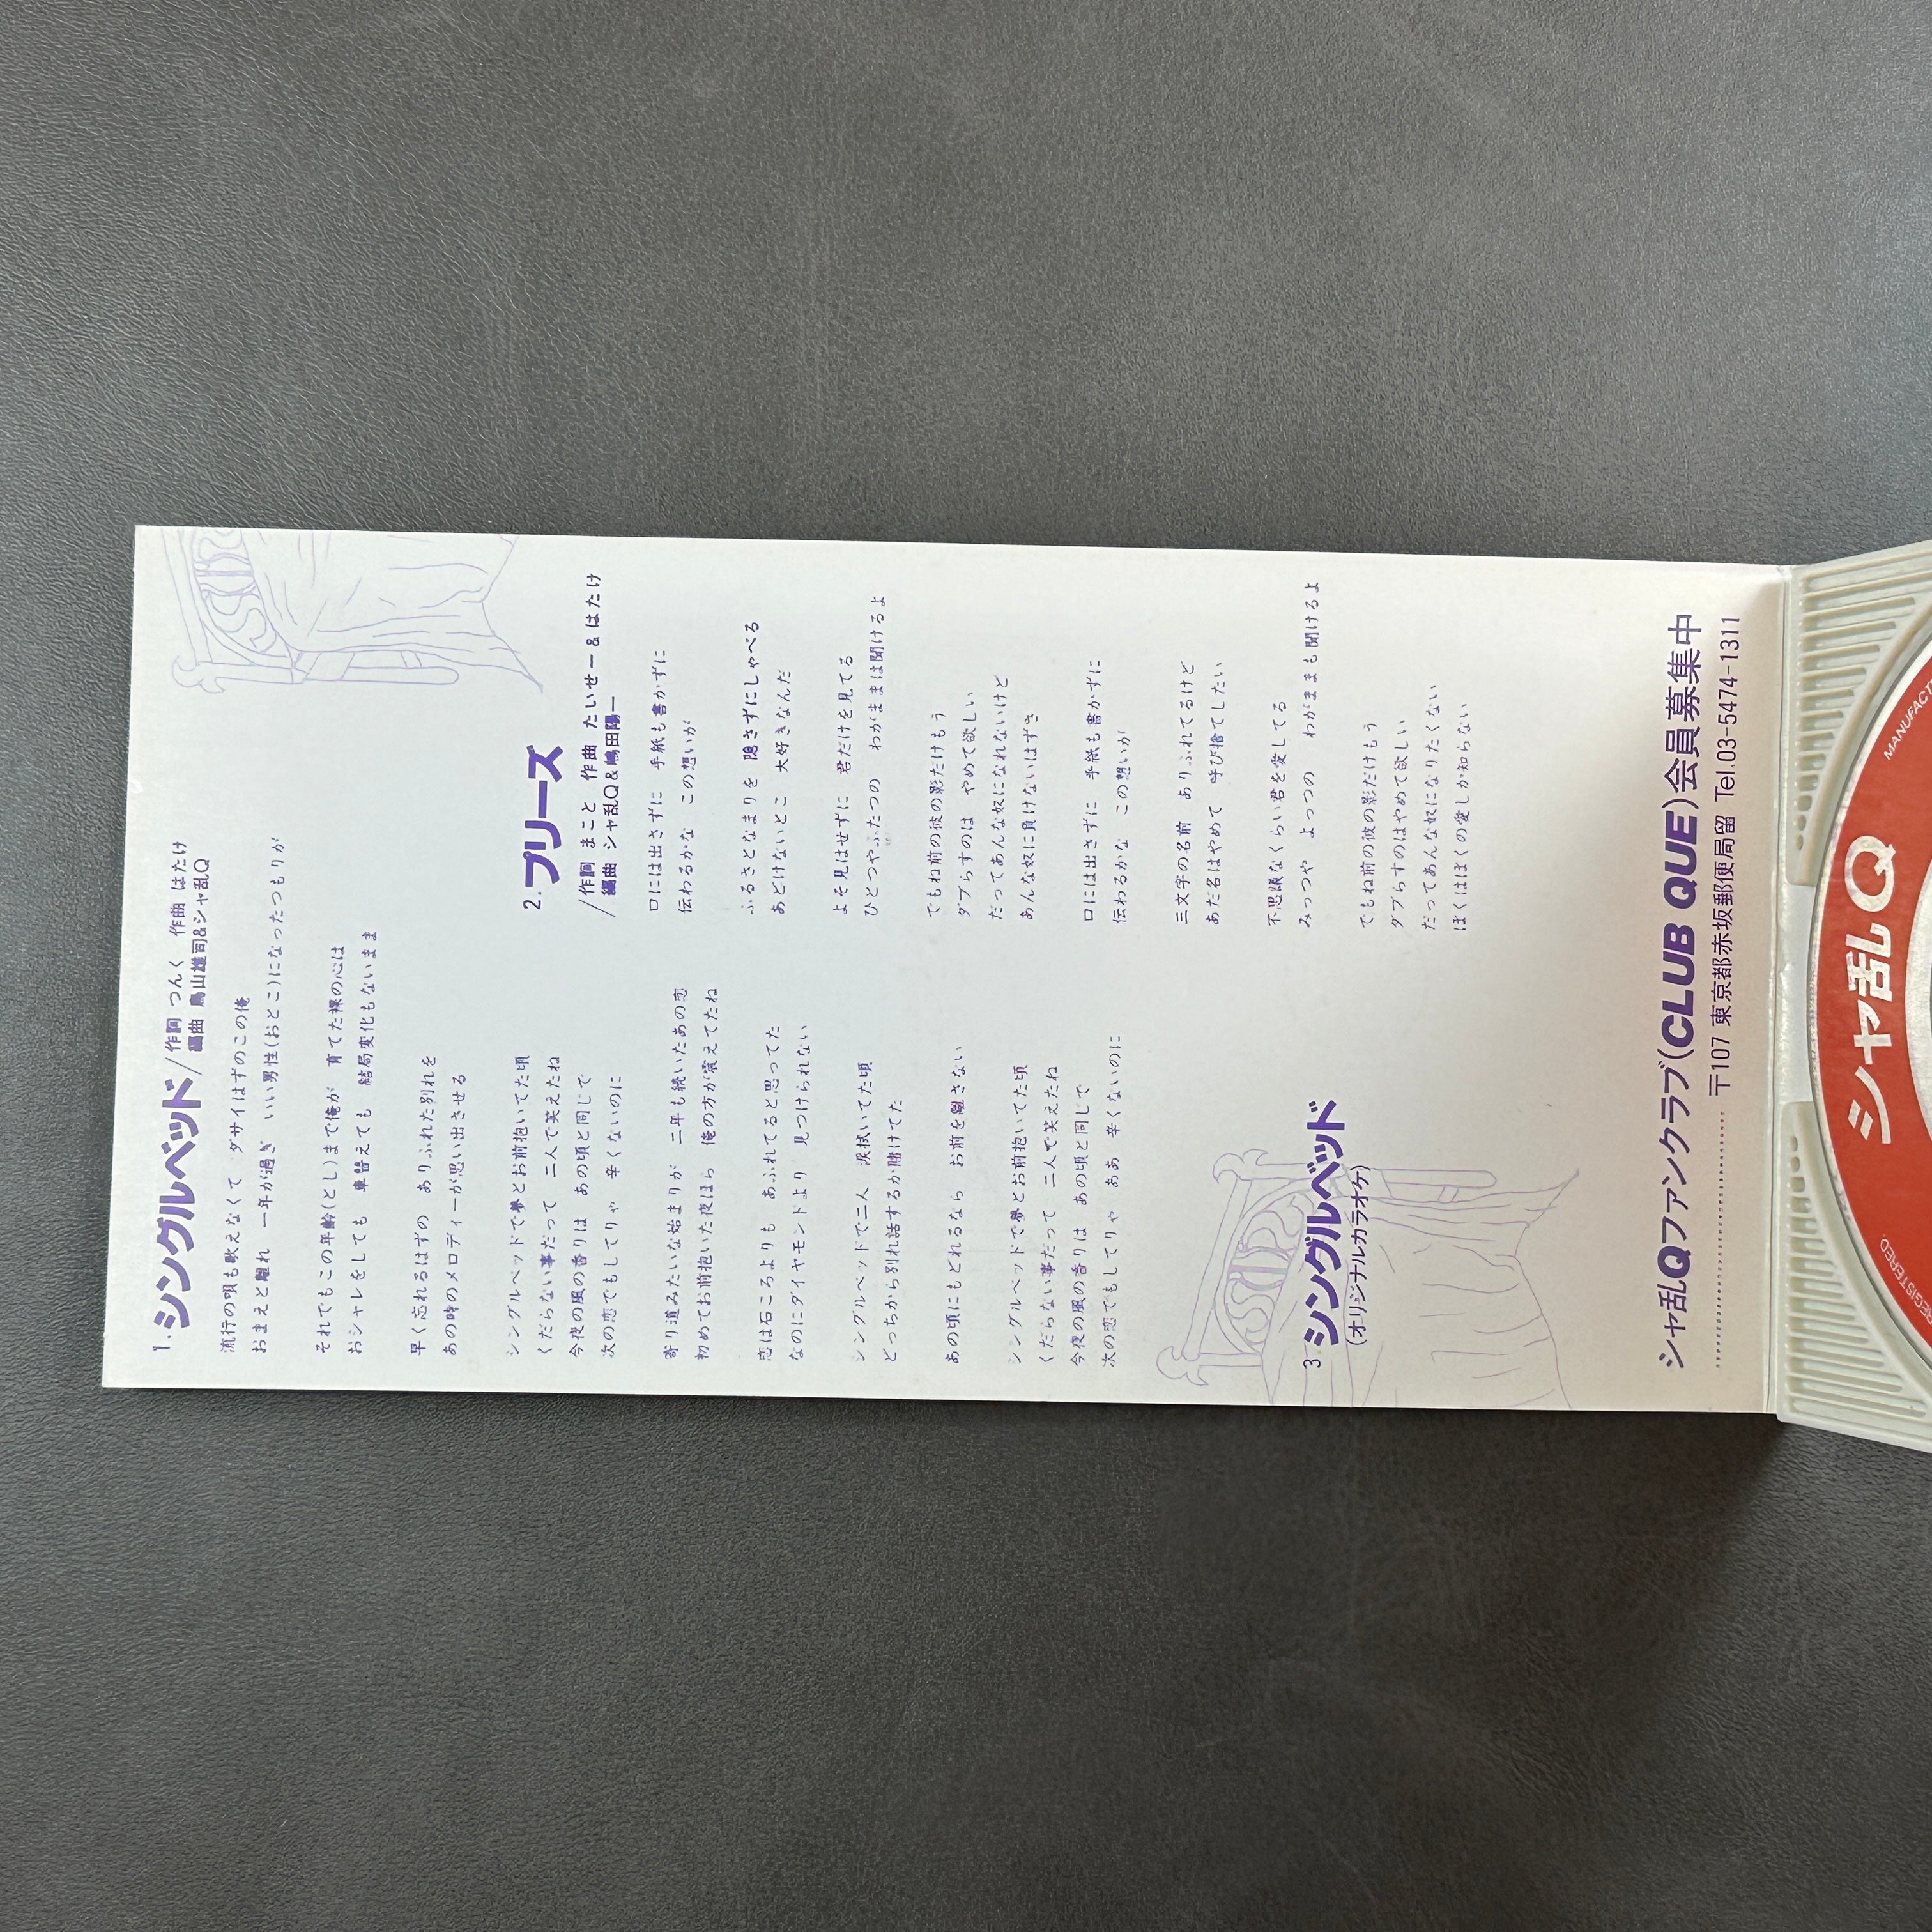 1.シングルベッド/作詞 つんく 作曲 はたけ
編曲 鳥山雄司&シャ乱Q
流行の唄も歌えなくて ダサイはずのこの俺
おまえと離れ 一年が過ぎ いい男性(おとこ)になったつもりが
それでもこの年齢(とし)まで俺が 育てた裸の心は
おシャレをしても 車替えても 結局変化もないまま
早く忘れるはずの ありふれた別れを
あの時のメロディーが思い出させる
シングルベッドで夢とお前抱いてた頃
くだらない事だって 二人で笑えたね
今夜の風の香りは あの頃と同じで
次の恋でもしてりゃ 辛くないのに
寄り道みたいな始まりが 二年も続いたあの恋
初めてお前抱いた夜ほら 俺の方が震えてたね
恋は石ころよりも あふれてると思ってた
なのにダイヤモンドより 見つけられない
シングルベッドで二人 涙拭いてた頃
どっちから別れ話するか賭けてた
あの頃にもどれるなら お前を離さない
シングルベッドで夢とお前抱いてた頃
くだらない事だって 二人で笑えたね
今夜の風の香りは あの頃と同じで
次の恋でもしてりゃ ああ 辛くないのに
2.プリーズ
/作詞 まこと 作曲 たいせー&はたけ
編曲 シャ乱Q&嶋田陽一
口には出さずに 手紙も書かずに
伝わるかな この想いが
ふるさとなまりを 隠さずにしゃべる
あどけないとこ 大好きなんだ
よそ見はせずに 君だけを見てる
ひとつやふたつの わがままは聞けるよ
でもね前の彼の影だけもう
ダブらすのは やめて欲しい
だってあんな奴になれないけど
あんな奴に負けないはずさ
口には出さずに 手紙も書かずに
伝わるかな この想いが
三文字の名前 ありふれてるけど
あだ名はやめて 呼び捨てしたい
不思議なくらい君を愛してる
みっつや よっつの わがままも聞けるよ
でもね前の彼の影だけもう
ダブらすのはやめて欲しい
だってあんな奴になりたくない
ぼくはぼくの愛しか知らない
3.シングルベッド
(オリジナルカラオケ)
シャ乱Qファンクラブ(CLUB QUE)会員募集中
〒107 東京都赤坂郵便局留 Tel.03-5474-1311
シャ乱Q